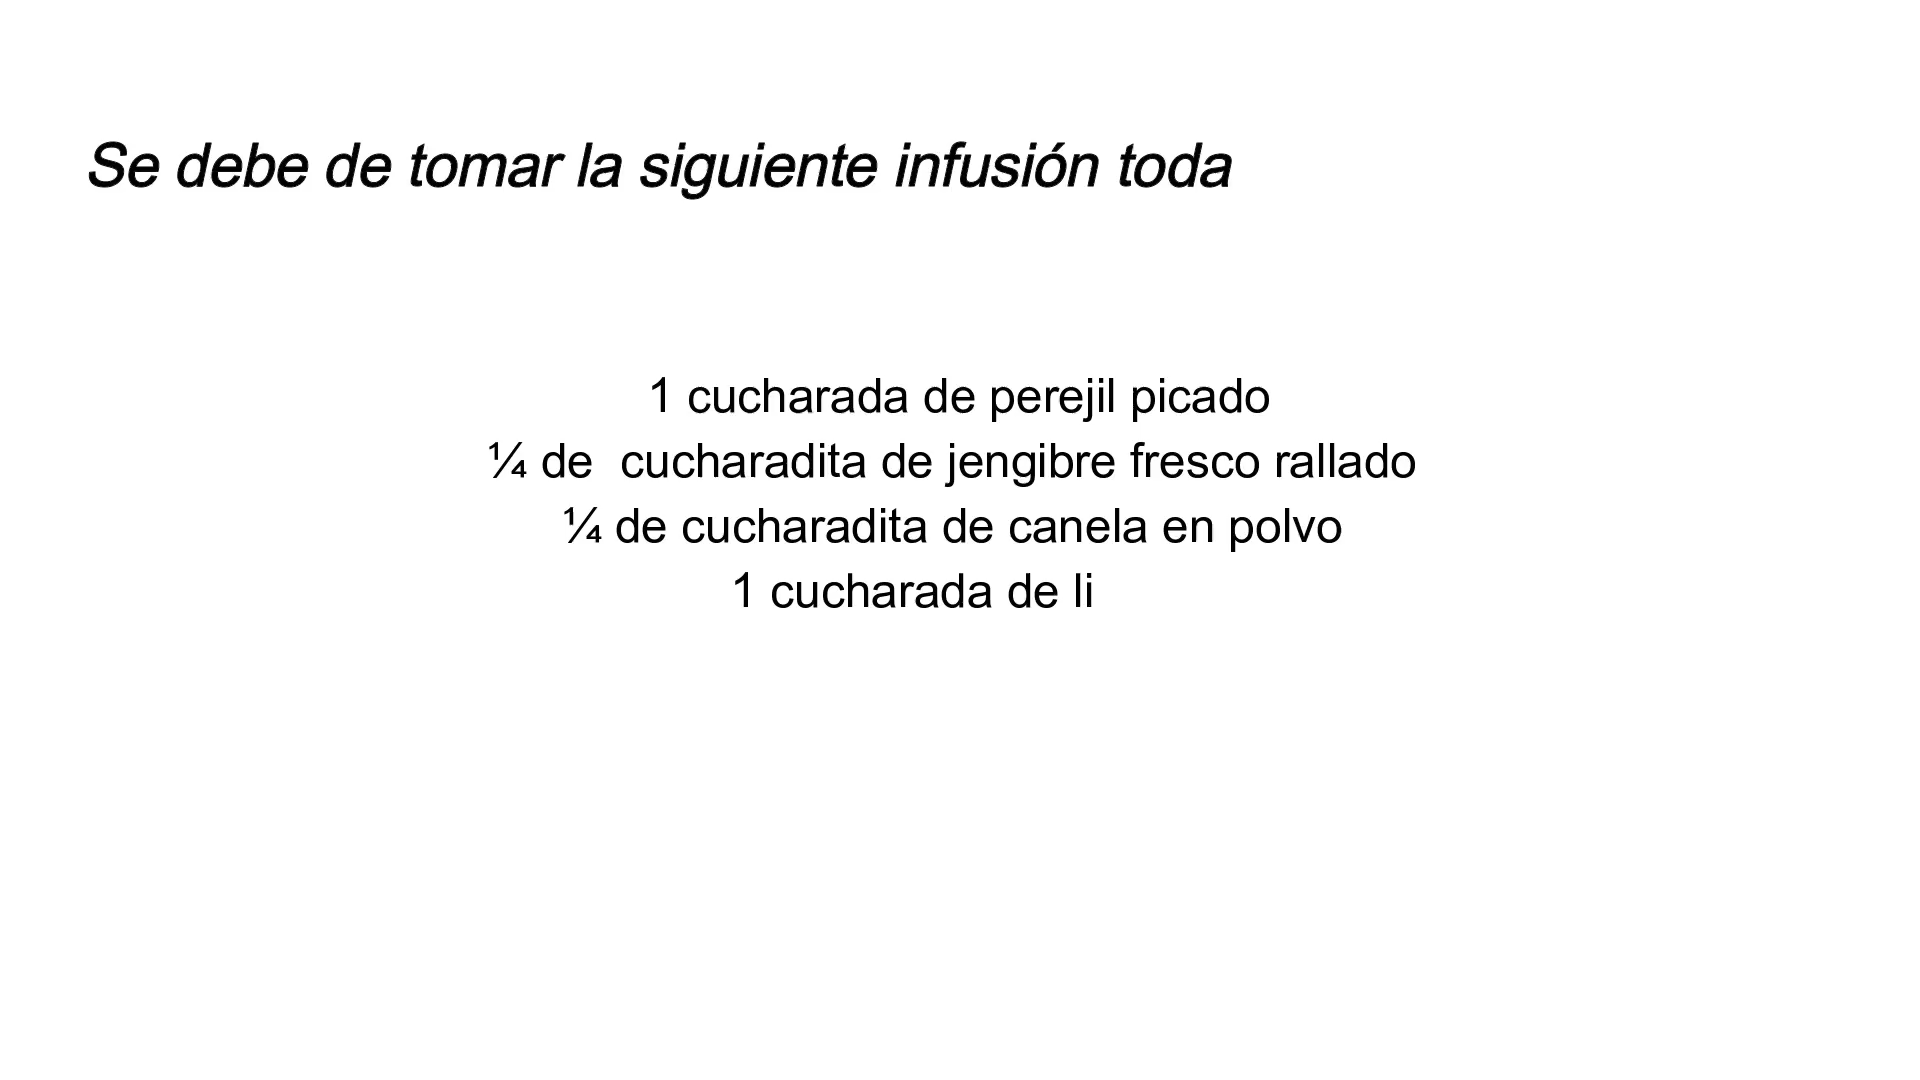 Se debe de tomar la siguiente infusión toda
1 cucharada de perejil picado
¼ de  cucharadita de jengibre fresco rallado
¼ de cucharadita de canela en polvo
1 cucharada de li